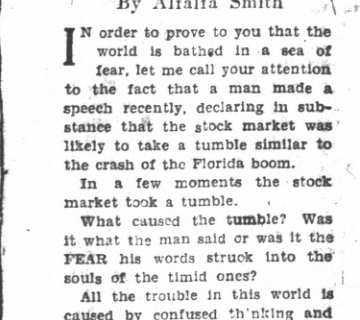 By Alfalfa Smith
IN order to prove to you that the
world is bathed in a sea of
fear, let me call your attention
to the fact that a man made a
speech recently, declaring in sub-
stance that the stock market was
likely to take a tumble similar to
the crash of the Florida boom.
In a few moments the stock
market took a tumble.
What caused the tumble? Was
it what the man said or was it the
FEAR his words struck into the
souls of the timid ones?
All the trouble in this world is
caused by confused thinking and